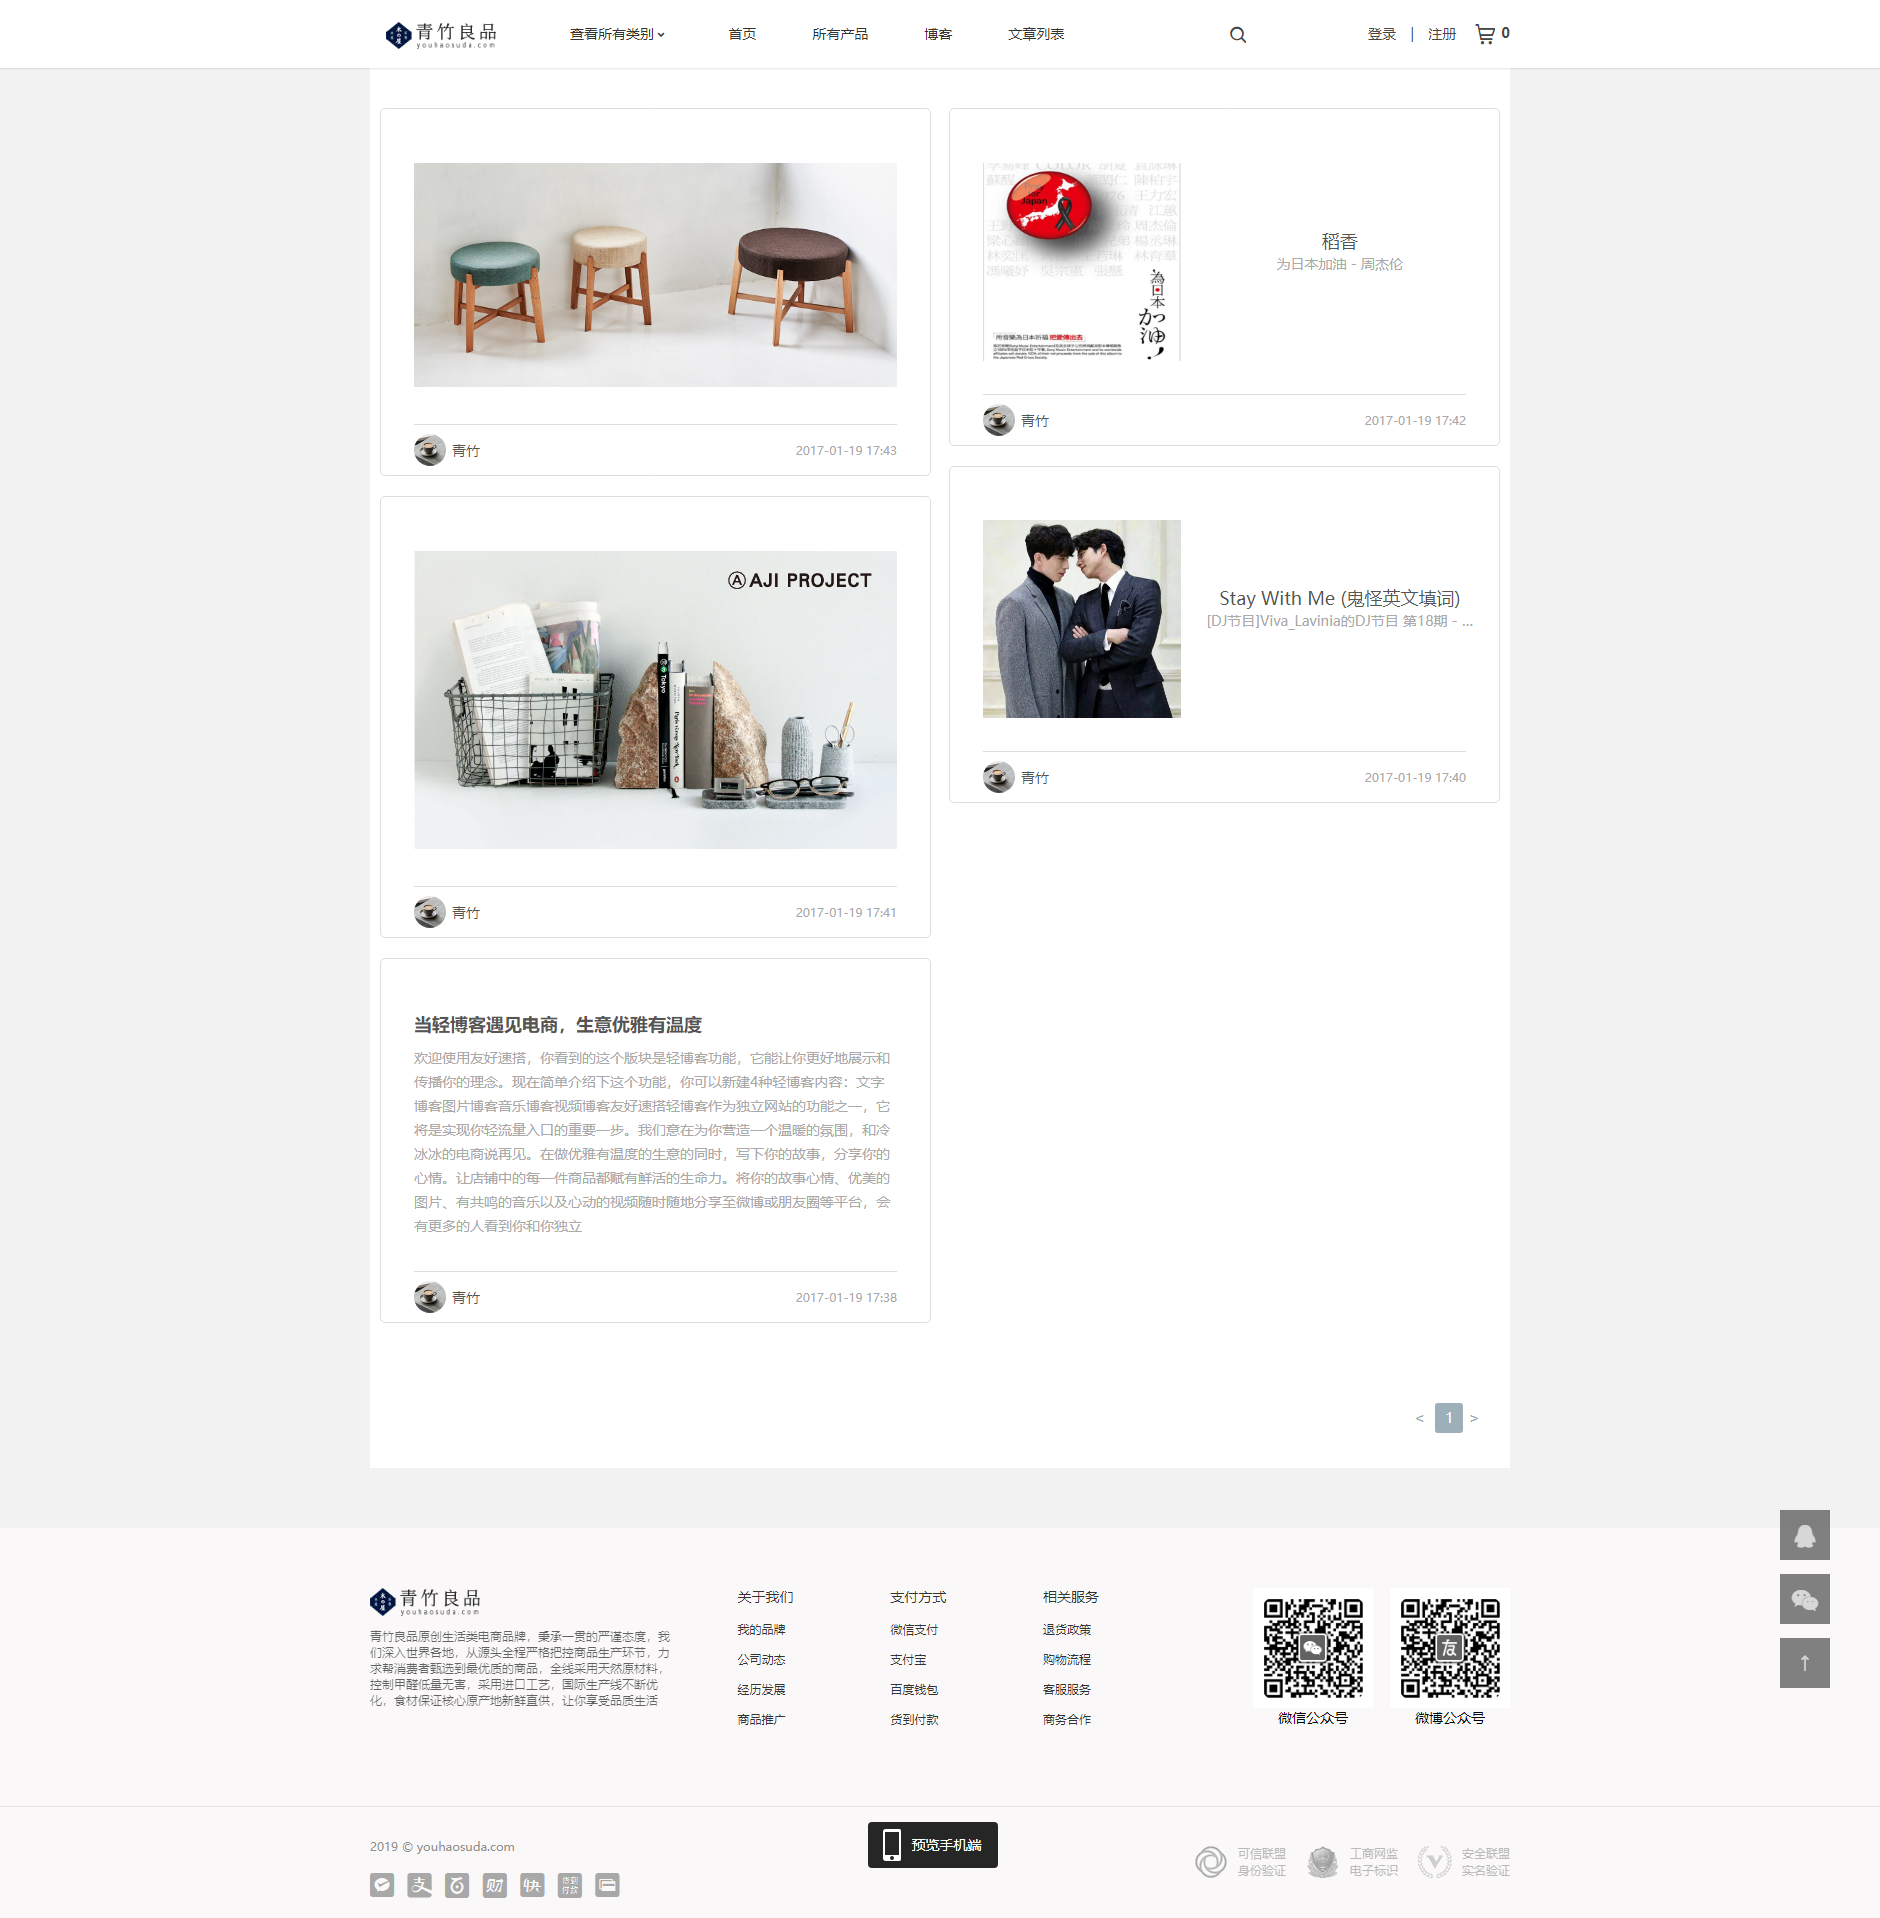 青竹良品
youhaosuda.com
查看所有类别
首页
所有产品
博客
文章列表
登录 | 注册
0
青竹
2017-01-19 17:43
Japan
為日本
加油!
用音樂為日本祈福 把愛傳出去
稻香
为日本加油 - 周杰伦
青竹
2017-01-19 17:42
A AJI PROJECT
Tokyo
青竹
2017-01-19 17:41
Stay With Me (鬼怪英文填词)
[DJ节目]Viva_Lavinia的DJ节目 第18期 - ...
青竹
2017-01-19 17:40
当轻博客遇见电商，生意优雅有温度
欢迎使用友好速搭，你看到的这个版块是轻博客功能，它能让你更好地展示和
传播你的理念。现在简单介绍下这个功能，你可以新建4种轻博客内容：文字
博客图片博客音乐博客视频博客友好速搭轻博客作为独立网站的功能之一，它
将是实现你轻流量入口的重要一步。我们意在为你营造一个温暖的氛围，和冷
冰冰的电商说再见。在做优雅有温度的生意的同时，写下你的故事，分享你的
心情。让店铺中的每一件商品都赋有鲜活的生命力。将你的故事心情、优美的
图片、有共鸣的音乐以及心动的视频随时随地分享至微博或朋友圈等平台，会
有更多的人看到你和你独立
青竹
2017-01-19 17:38
< 1 >
青竹良品
youhaosuda.com
青竹良品原创生活类电商品牌，秉承一贯的严谨态度，我
们深入世界各地，从源头全程严格把控商品生产环节，力
求帮消费者甄选到最优质的商品，全线采用天然原材料，
控制甲醛低量无害，采用进口工艺，国际生产线不断优
化，食材保证核心原产地新鲜直供，让你享受品质生活
关于我们
我的品牌
公司动态
经历发展
商品推广
支付方式
微信支付
支付宝
百度钱包
货到付款
相关服务
退货政策
购物流程
客服服务
商务合作
微信公众号
友
微博公众号
↑
2019 © youhaosuda.com
支
财
快
货到
付款
预览手机端
可信联盟
身份验证
工商网监
电子标识
安全联盟
实名验证